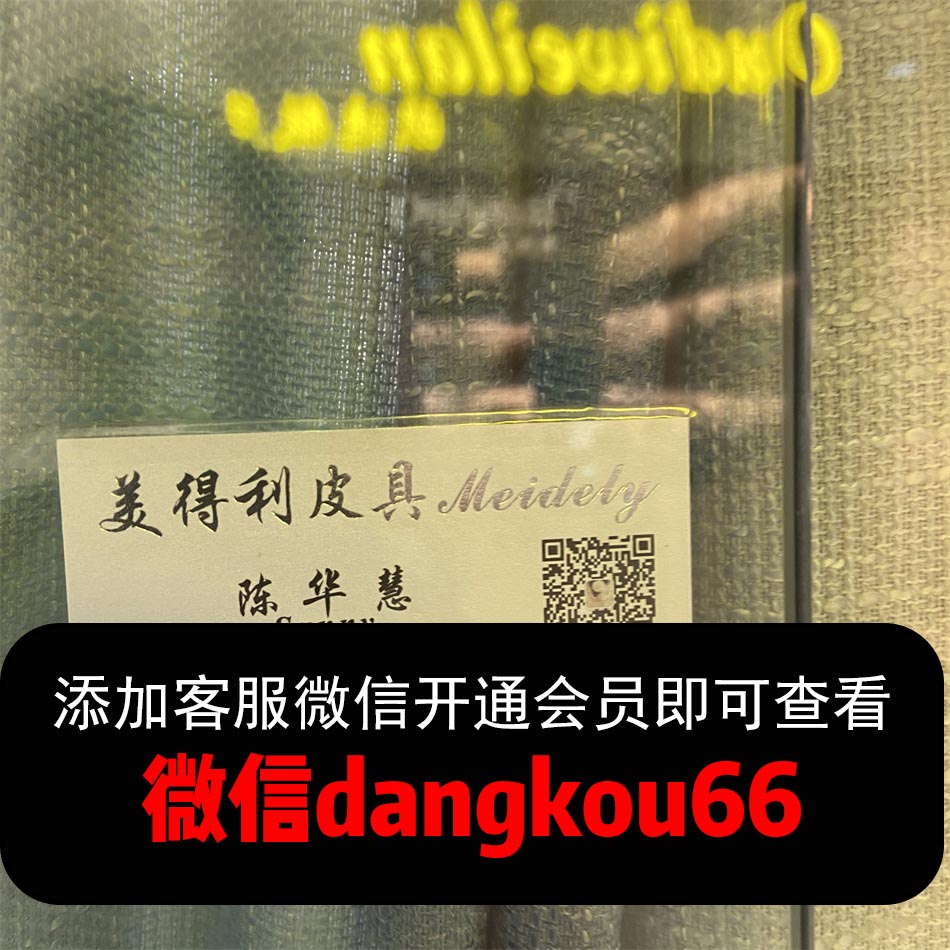 美得利皮具 Meidely
陈华慧
添加客服微信开通会员即可查看
微信dangkou66